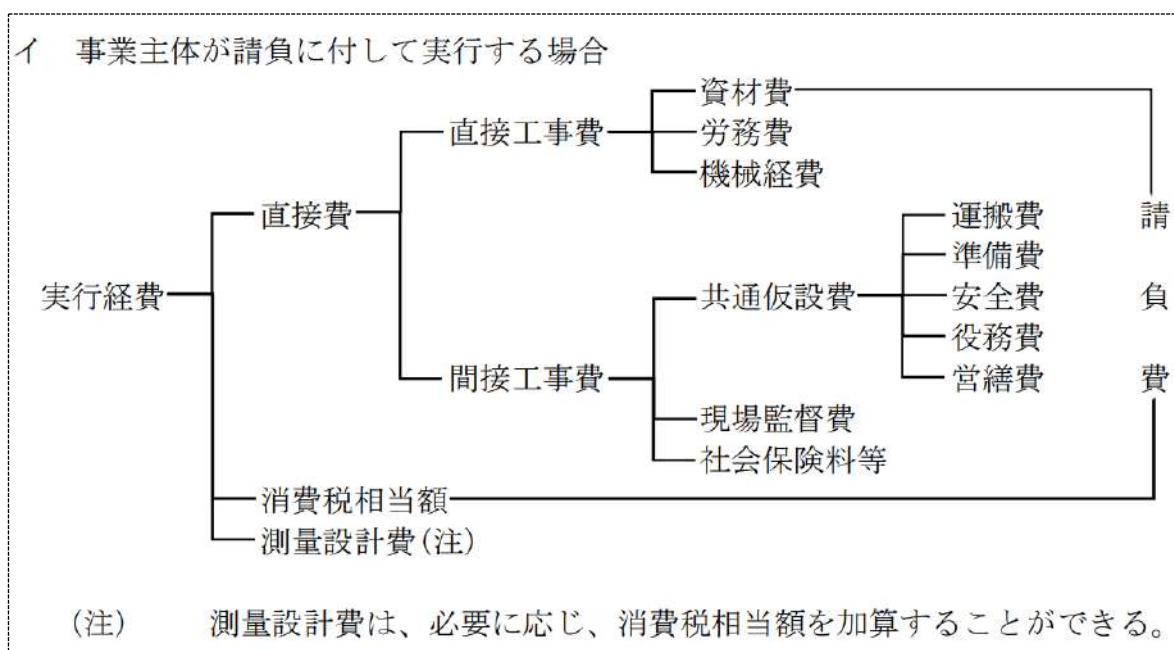 イ 事業主体が請負に付して実行する場合
資材費
直接工事費 労務費
機械経費
直接費 運搬費 請
準備費
実行経費 共通仮設費 安全費 負
役務費
間接工事費 営繕費 費
現場監督費
社会保険料等
消費税相当額
測量設計費(注)
(注) 測量設計費は、必要に応じ、消費税相当額を加算することができる。